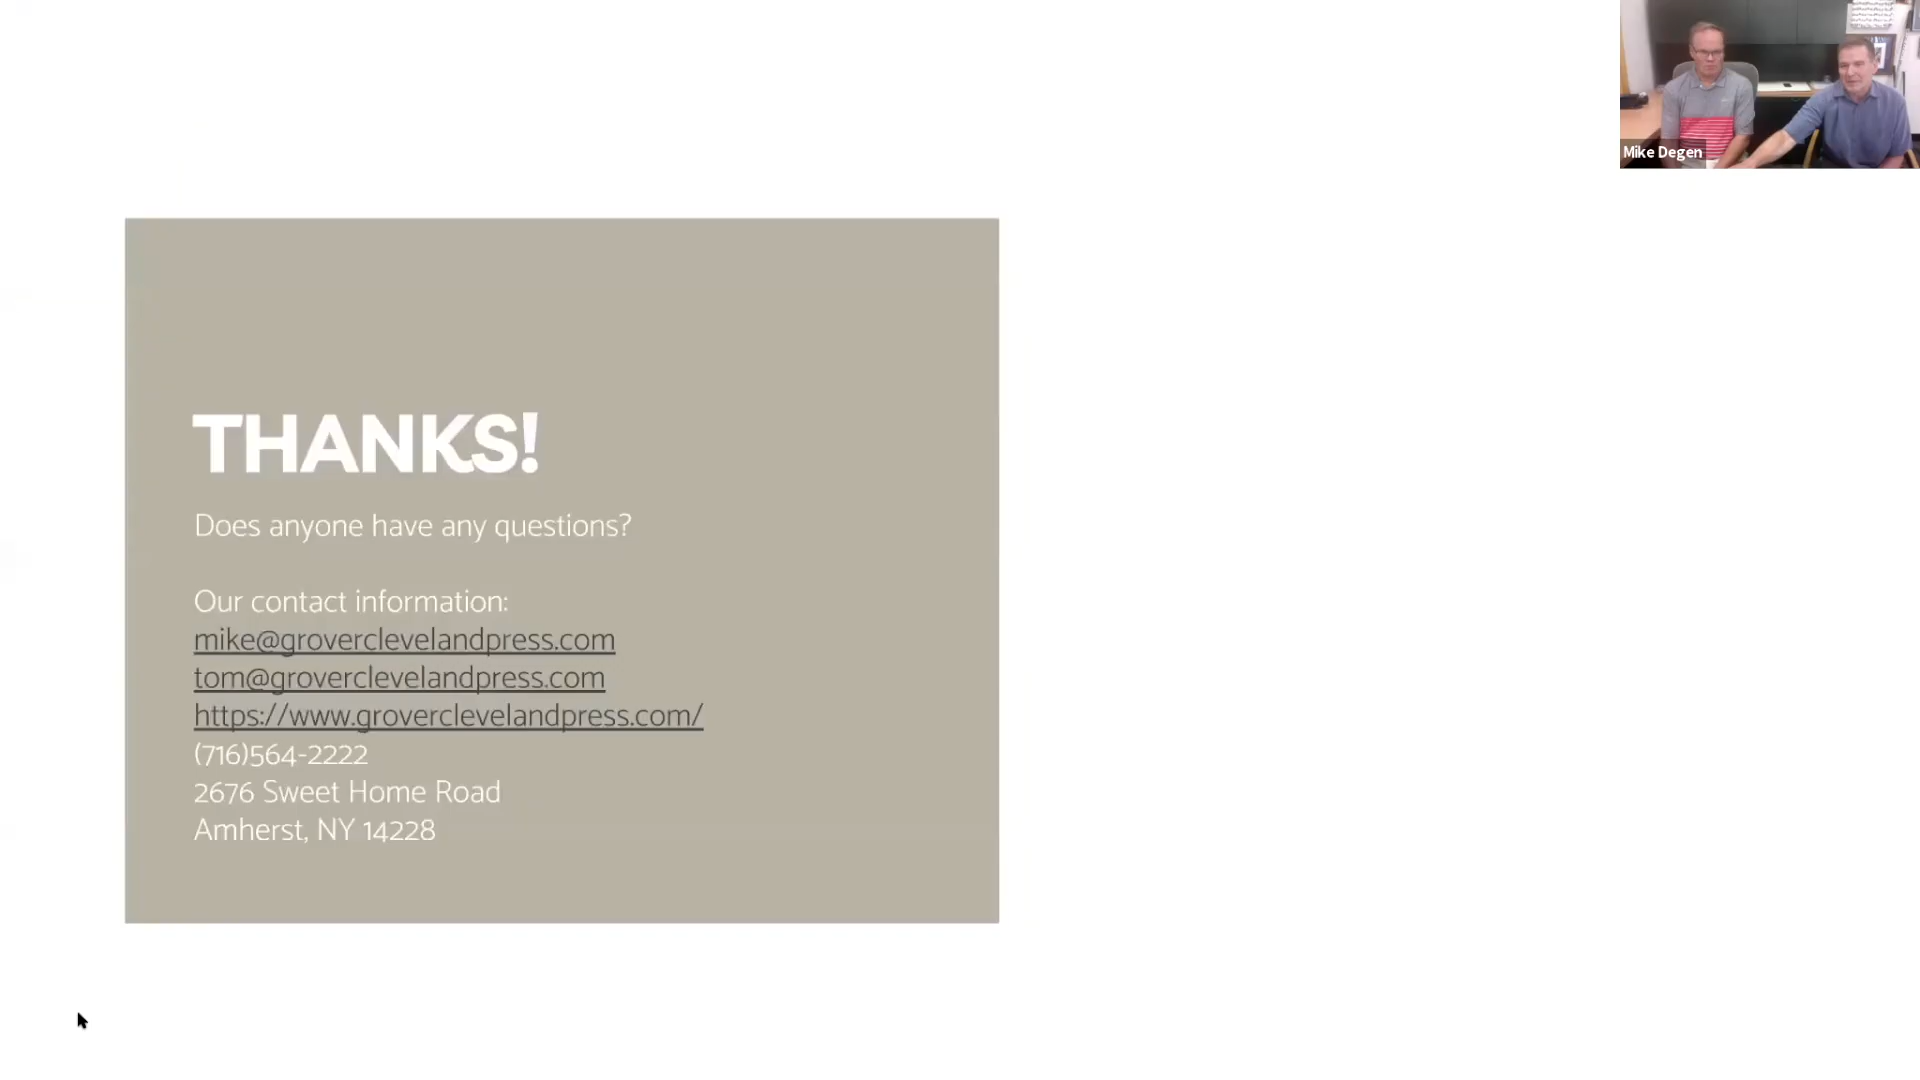 Mike Degen
THANKS!
Does anyone have any questions?
Our contact information:
mike@groverclevelandpress.com
tom@groverclevelandpress.com
https://www.groverclevelandpress.com/
(716)564-2222
2676 Sweet Home Road
Amherst, NY 14228